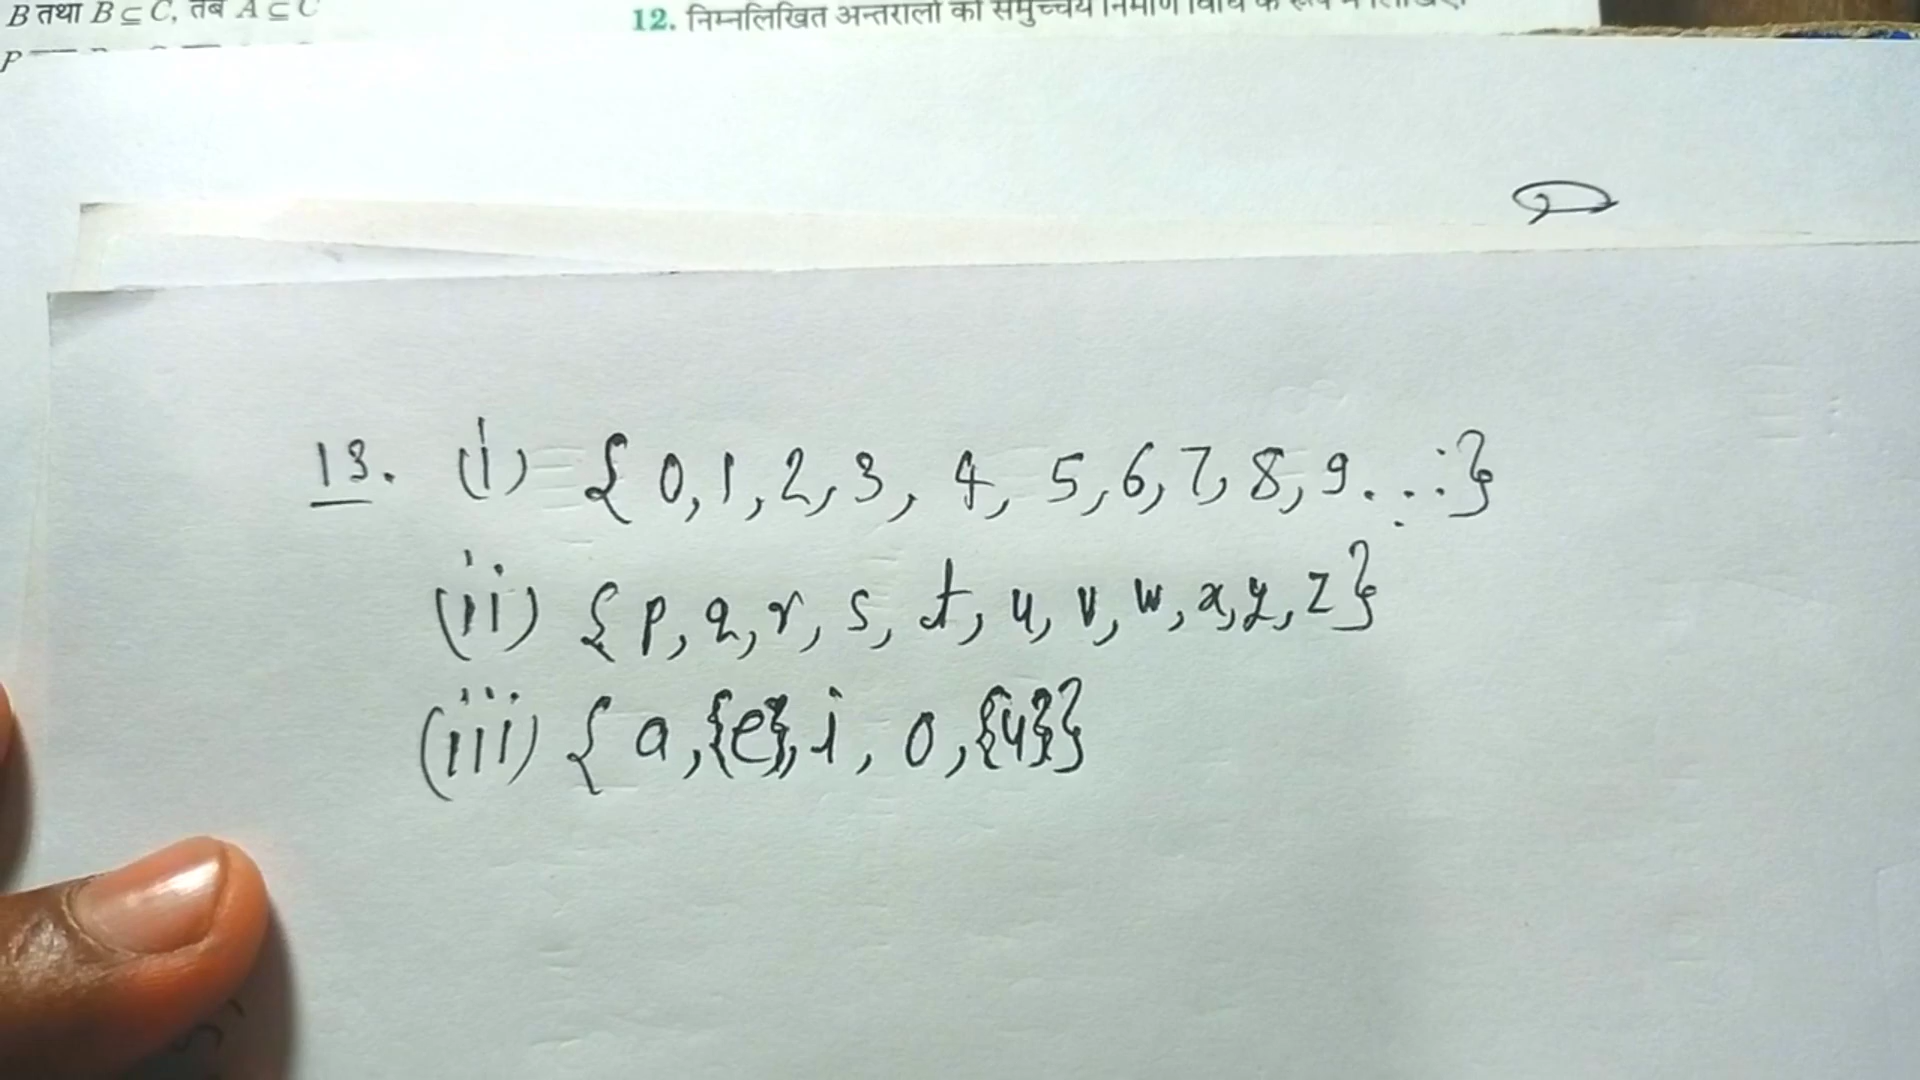 B तथा B ⊆ C, तब A ⊆ C
12. निम्नलिखित अन्तरालों को समुच्चय निर्माण विधि के रूप में लिखिए
P
13. (i) {0,1,2,3, 4, 5,6,7,8,9...:}
(ii) {p,q,r,s,t,u,v,w,x,y,z}
(iii) {a,{e},i,o,{u}}